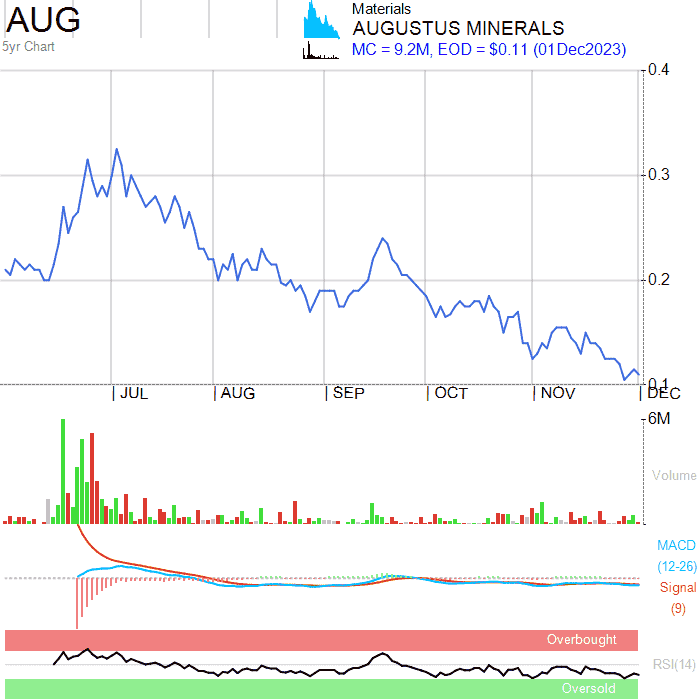 AUG
5yr Chart
Materials
AUGUSTUS MINERALS
MC = 9.2M, EOD = $0.11 (01Dec2023)
0.4
0.3
0.2
0.1
JUL
AUG
SEP
OCT
NOV
DEC
6M
Volume
MACD
(12-26)
Signal
(9)
Overbought
RSI(14)
Oversold